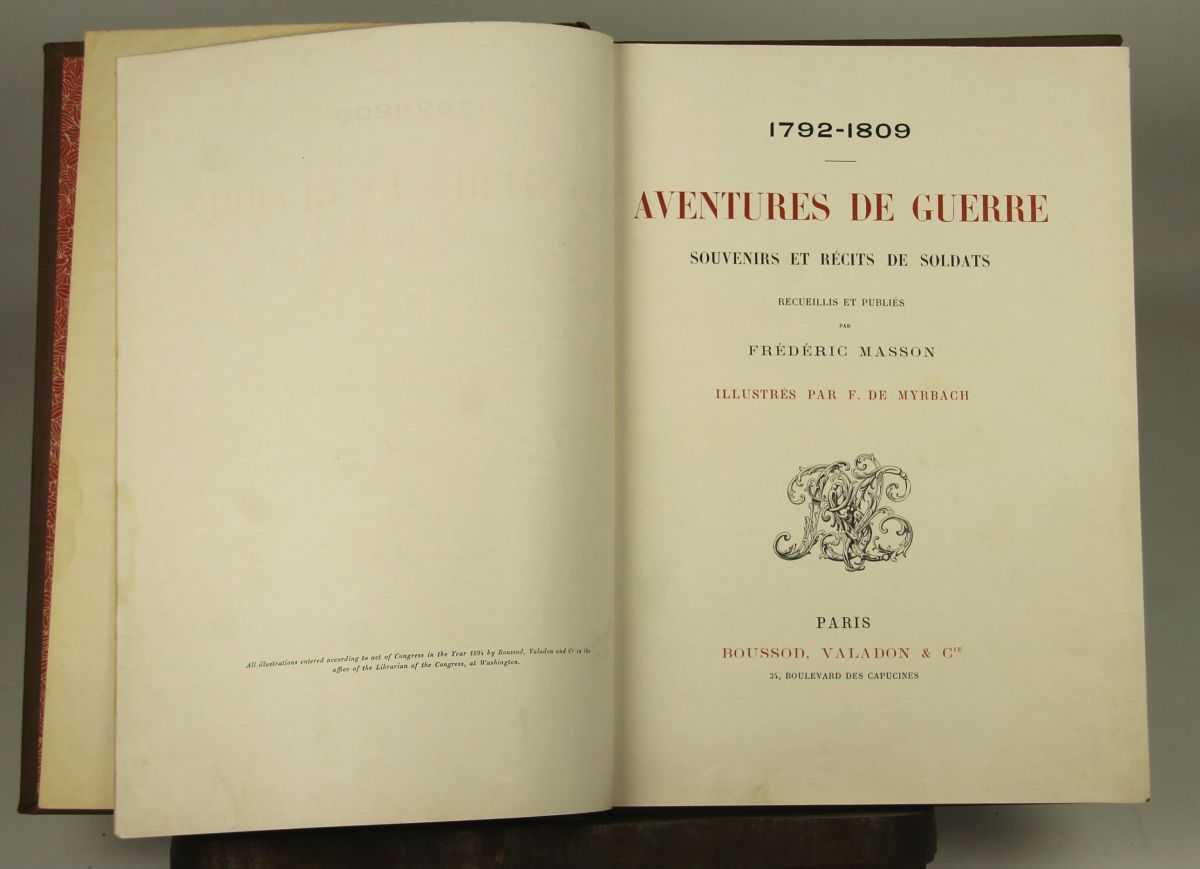 All illustrations entered according to act of Congress in the Year 1894 by Boussod, Valadon and Cie in the
office of the Librarian of the Congress, at Washington.
1792-1809
AVENTURES DE GUERRE
SOUVENIRS ET RÉCITS DE SOLDATS
RECUEILLIS ET PUBLIÉS
PAR
FRÉDÉRIC MASSON
ILLUSTRÉS PAR F. DE MYRBACH
PARIS
BOUSSOD, VALADON & CIE
24, BOULEVARD DES CAPUCINES